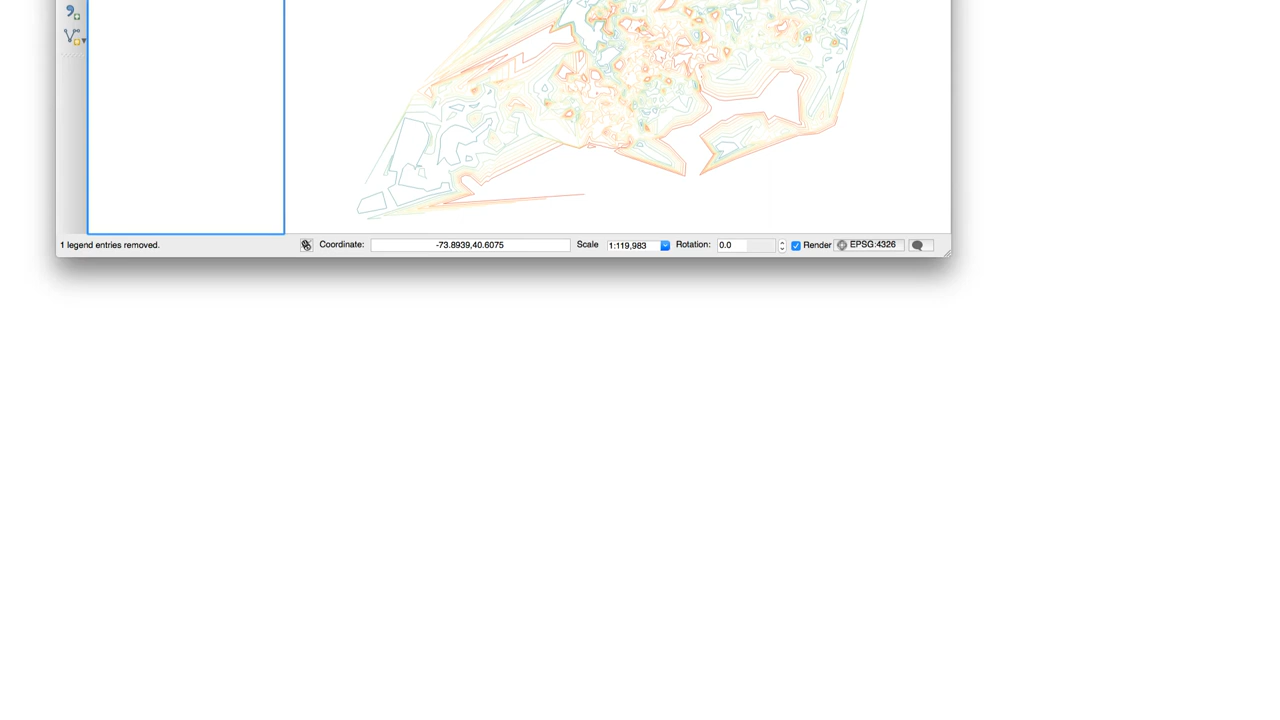 1 legend entries removed.
Coordinate: -73.8939,40.6075 Scale 1:119,983 Rotation: 0.0 Render EPSG:4326